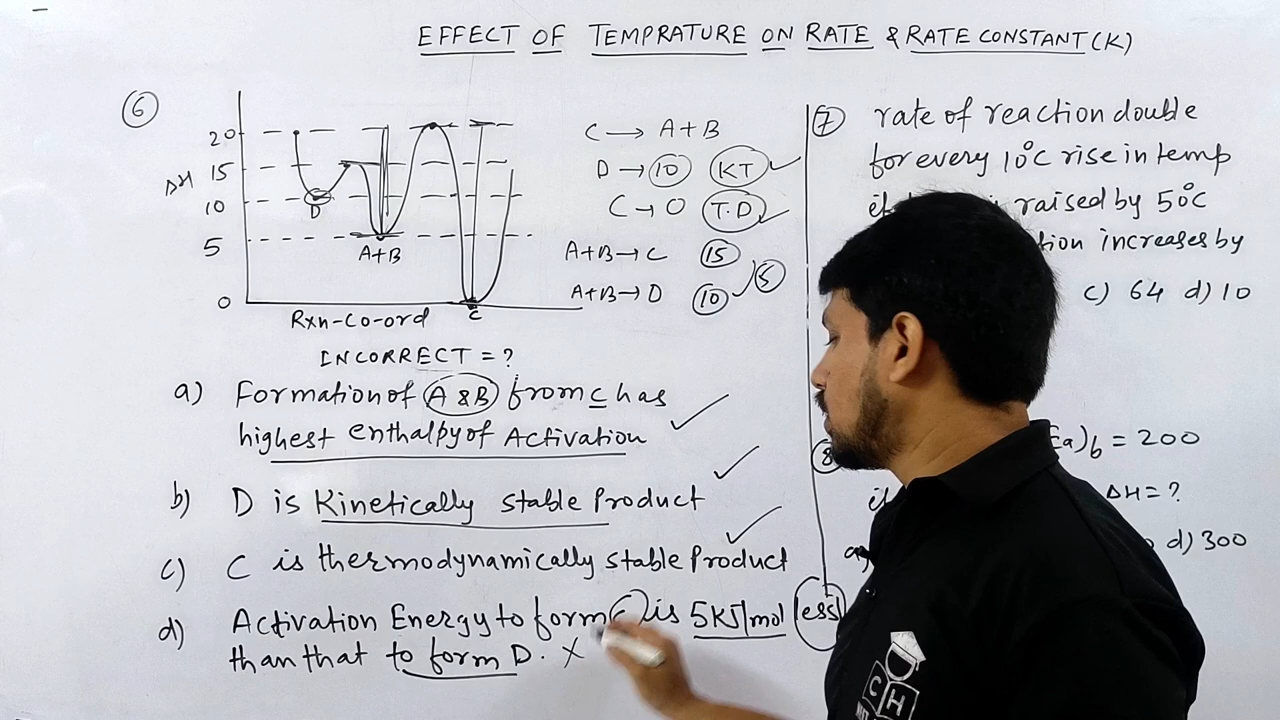 EFFECT OF TEMPRATURE ON RATE & RATE CONSTANT (K)
6
ΔH
20
15
10
5
0
D
A+B
C
Rxn-Co-ord
C → A+B
D → 10 KT
C → 0 T.D
A+B → C 15
A+B → D 10 5
INCORRECT = ?
a) Formation of A & B from C has
highest enthalpy of Activation
b) D is Kinetically stable Product
c) C is thermodynamically stable Product
d) Activation Energy to form C is 5KJ/mol less
than that to form D. X
7 rate of reaction double
for every 10°C rise in temp
raised by 50°C
increases by
c) 64 d) 10
8
)b = 200
ΔH = ?
d) 300
C H